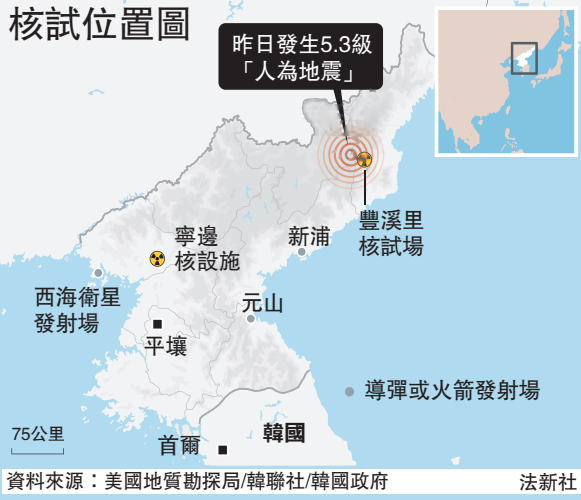 核試位置圖
昨日發生5.3級
「人為地震」
豐溪里
核試場
寧邊
核設施
新浦
西海衛星
發射場
元山
平壤
導彈或火箭發射場
75公里
首爾
韓國
資料來源：美國地質勘探局/韓聯社/韓國政府
法新社